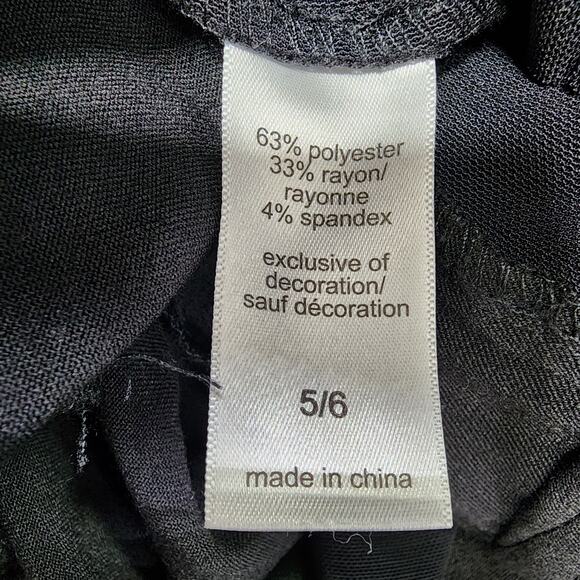 63% polyester
33% rayon/
rayonne
4% spandex
exclusive of
decoration/
sauf décoration
5/6
made in china